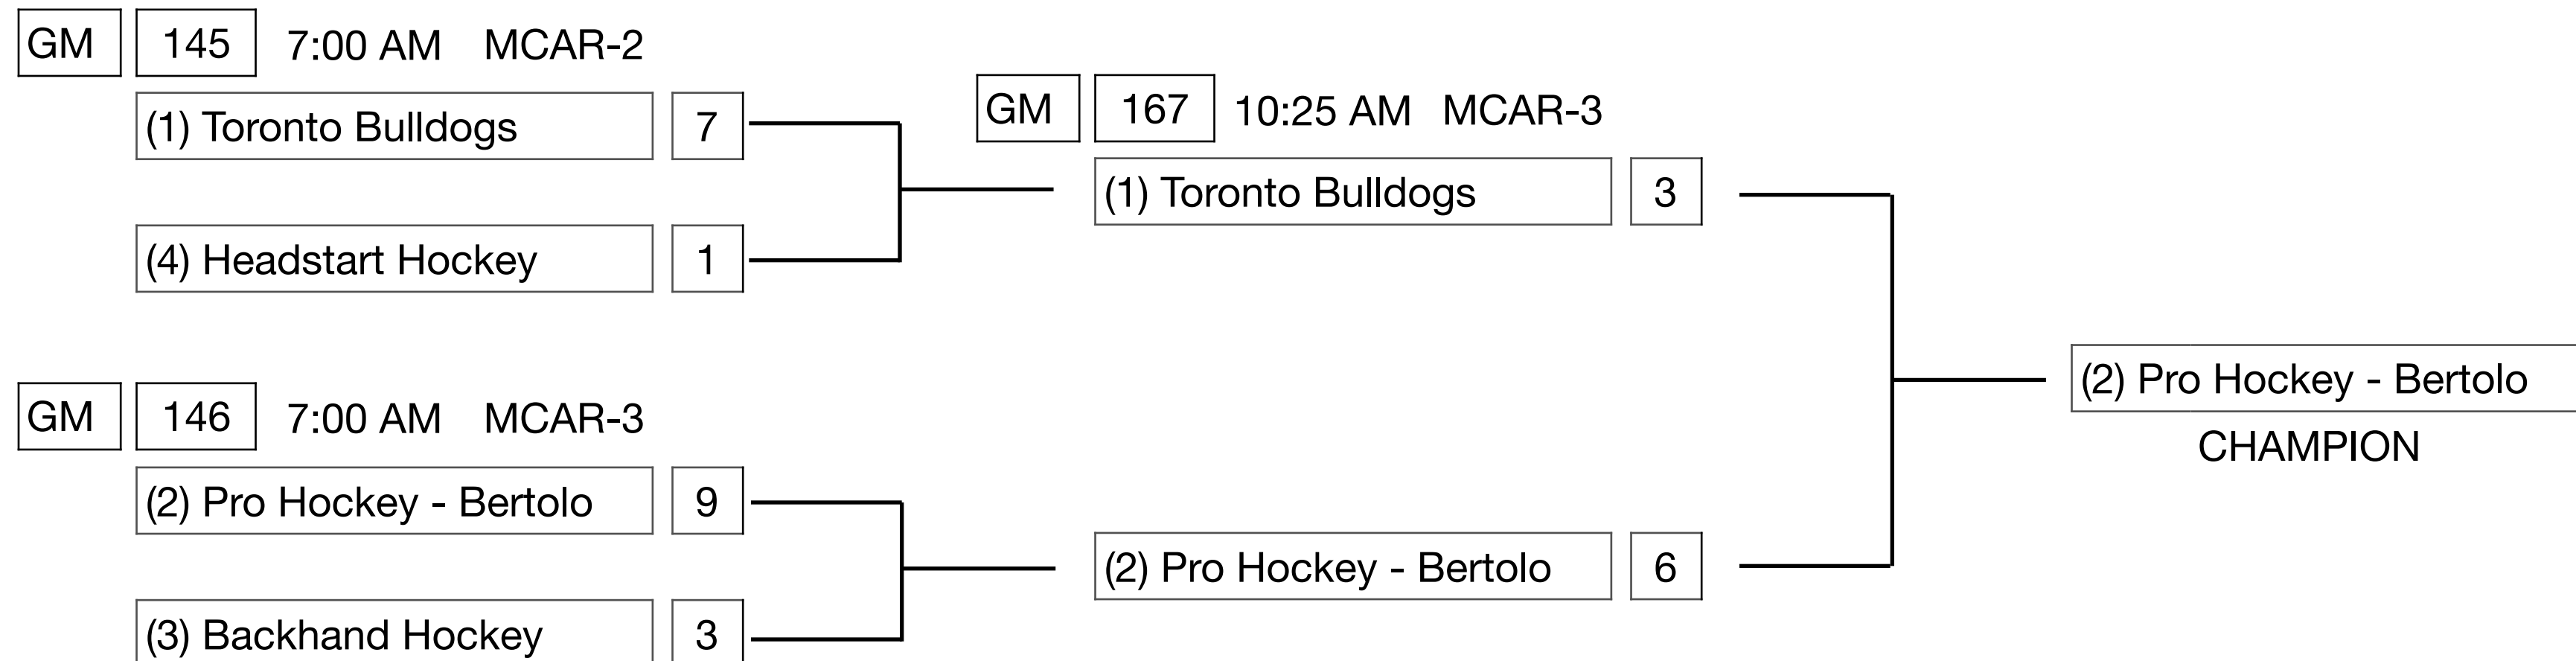 GM 145 7:00 AM MCAR-2
(1) Toronto Bulldogs 7
(4) Headstart Hockey 1
GM 146 7:00 AM MCAR-3
(2) Pro Hockey - Bertolo 9
(3) Backhand Hockey 3
GM 167 10:25 AM MCAR-3
(1) Toronto Bulldogs 3
(2) Pro Hockey - Bertolo 6
(2) Pro Hockey - Bertolo
CHAMPION